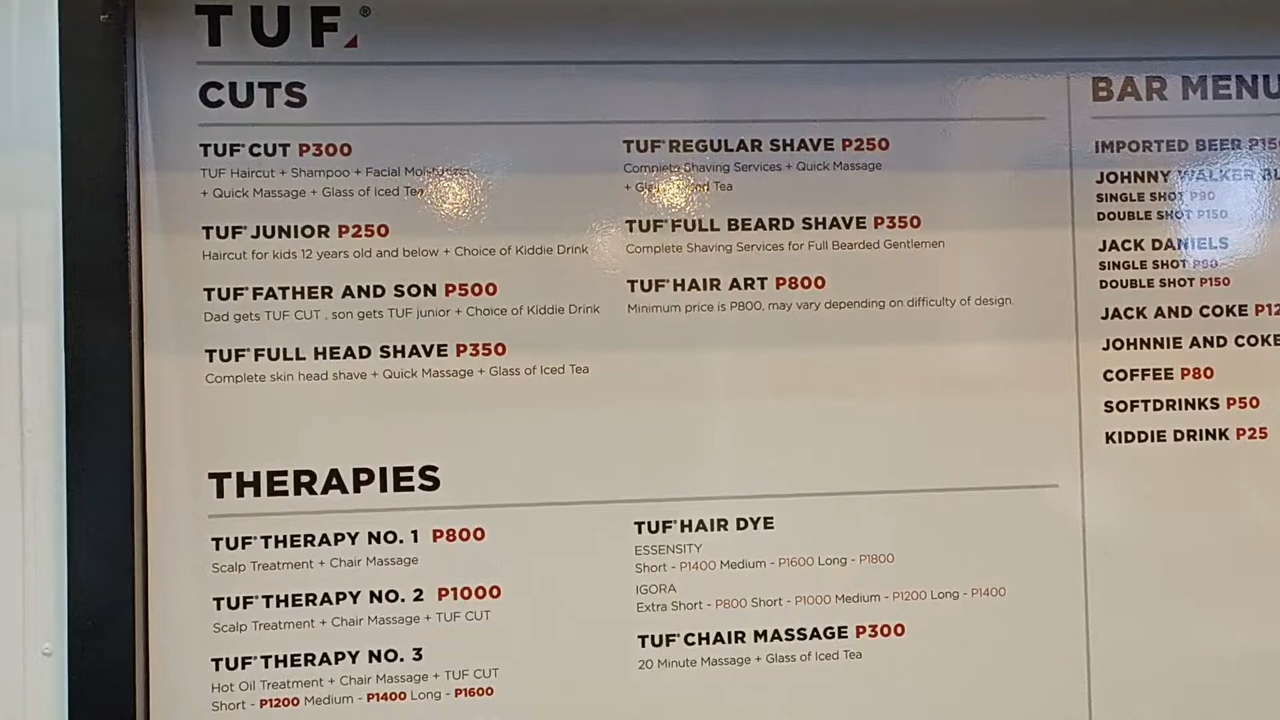 TUF®
CUTS
TUF® CUT P300
TUF Haircut + Shampoo + Facial Moisturizer
+ Quick Massage + Glass of Iced Tea
TUF® JUNIOR P250
Haircut for kids 12 years old and below + Choice of Kiddie Drink
TUF® FATHER AND SON P500
Dad gets TUF CUT , son gets TUF junior + Choice of Kiddie Drink
TUF® FULL HEAD SHAVE P350
Complete skin head shave + Quick Massage + Glass of Iced Tea
TUF® REGULAR SHAVE P250
Complete Shaving Services + Quick Massage
+ Glass of Iced Tea
TUF® FULL BEARD SHAVE P350
Complete Shaving Services for Full Bearded Gentlemen
TUF® HAIR ART P800
Minimum price is P800, may vary depending on difficulty of design.
THERAPIES
TUF® THERAPY NO. 1 P800
Scalp Treatment + Chair Massage
TUF® THERAPY NO. 2 P1000
Scalp Treatment + Chair Massage + TUF CUT
TUF® THERAPY NO. 3
Hot Oil Treatment + Chair Massage + TUF CUT
Short - P1200 Medium - P1400 Long - P1600
TUF® HAIR DYE
ESSENSITY
Short - P1400 Medium - P1600 Long - P1800
IGORA
Extra Short - P800 Short - P1000 Medium - P1200 Long - P1400
TUF® CHAIR MASSAGE P300
20 Minute Massage + Glass of Iced Tea
BAR MENU
IMPORTED BEER
JOHNNY WALKER
SINGLE SHOT P90
DOUBLE SHOT P150
JACK DANIELS
SINGLE SHOT P90
DOUBLE SHOT P150
JACK AND COKE
JOHNNIE AND COKE
COFFEE P80
SOFTDRINKS P50
KIDDIE DRINK P25